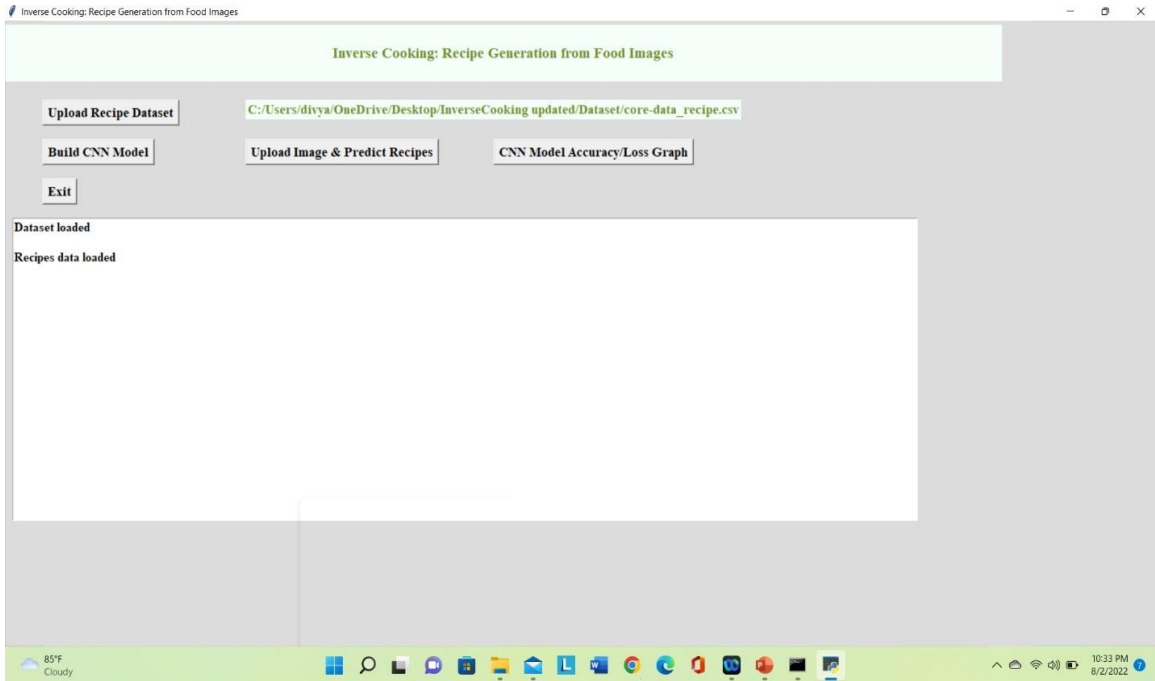 Inverse Cooking: Recipe Generation from Food Images
Inverse Cooking: Recipe Generation from Food Images
Upload Recipe Dataset
C:/Users/divya/OneDrive/Desktop/InverseCooking updated/Dataset/core-data_recipe.csv
Build CNN Model
Upload Image & Predict Recipes
CNN Model Accuracy/Loss Graph
Exit
Dataset loaded
Recipes data loaded
85°F
Cloudy
L
10:33 PM
8/2/2022
7